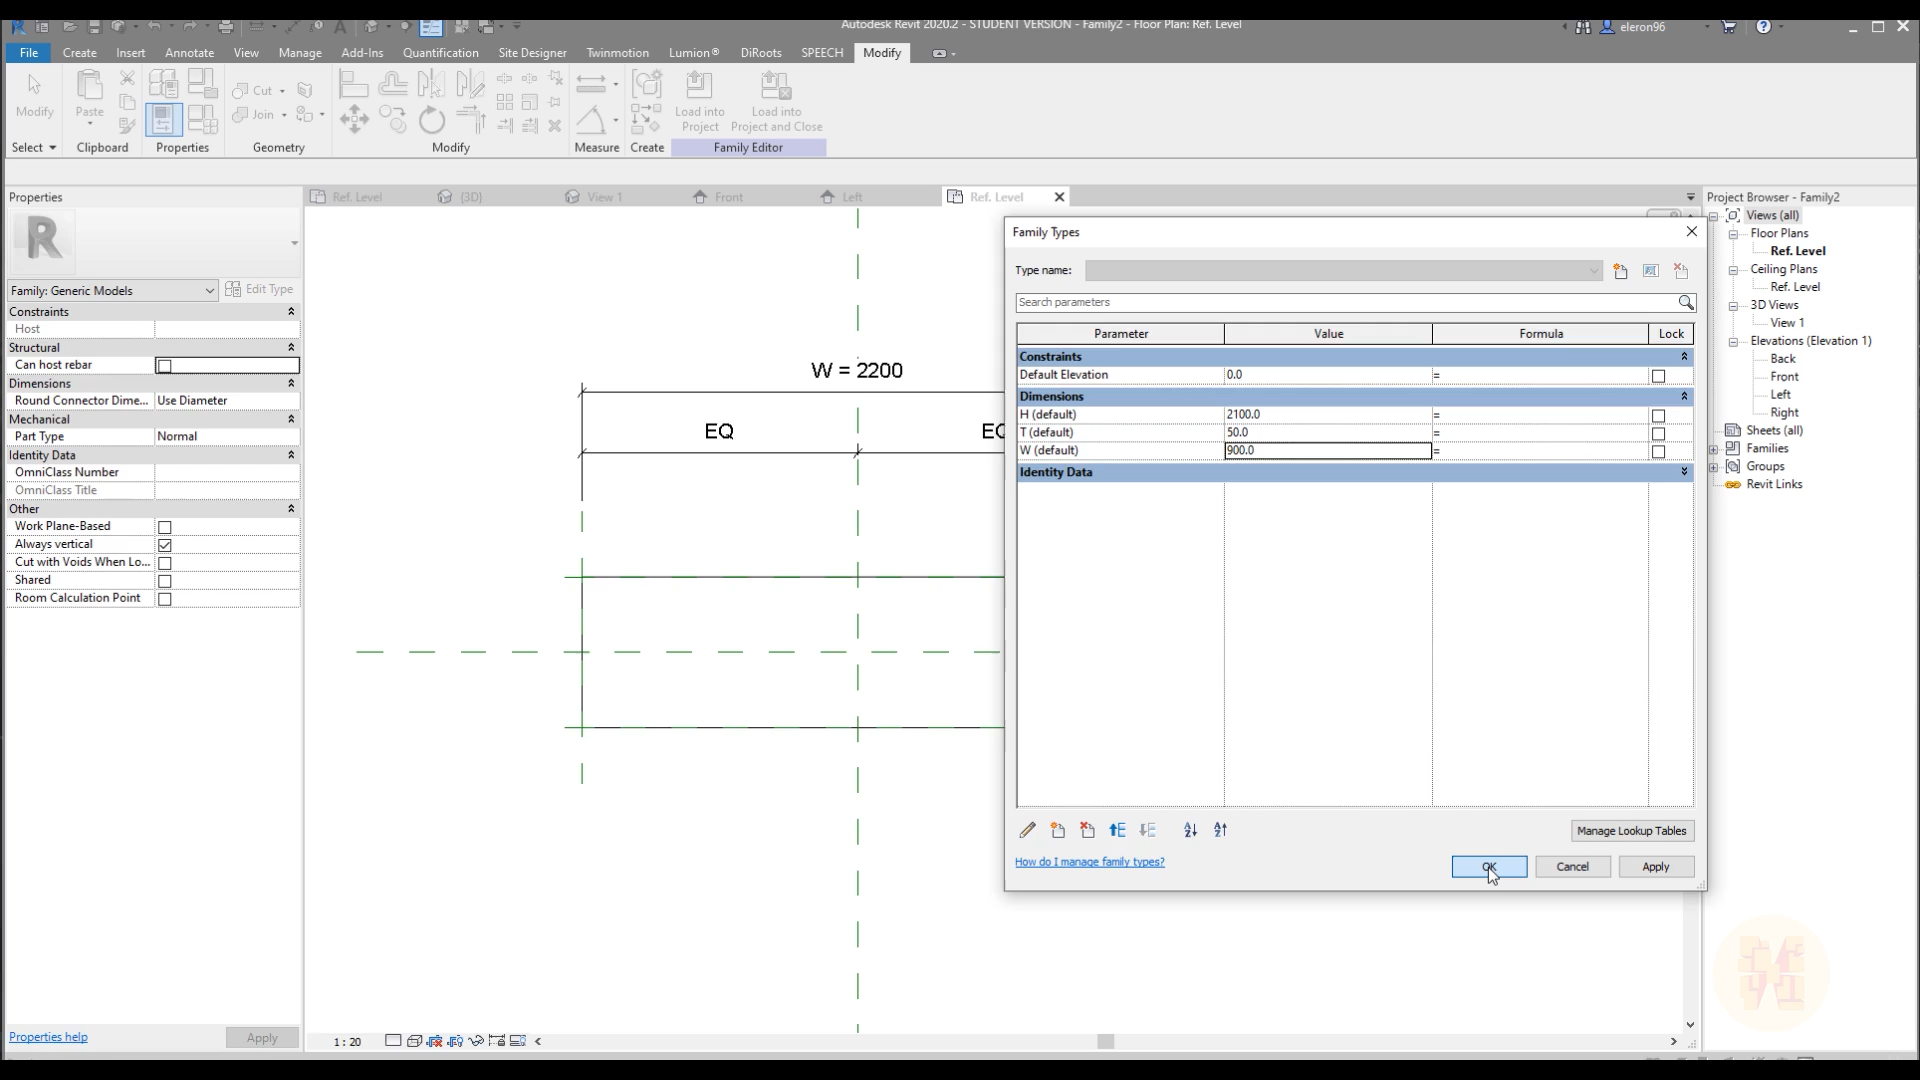 Autodesk Revit 2020.2 - STUDENT VERSION - Family2 - Floor Plan: Ref. Level
eleron96
File Create Insert Annotate View Manage Add-Ins Quantification Site Designer Twinmotion Lumion® DiRoots SPEECH Modify
Modify Paste Cut Join Load into Project Load into Project and Close
Select Clipboard Properties Geometry Modify Measure Create Family Editor
Properties
Ref. Level {3D} View 1 Front Left Ref. Level
Family: Generic Models Edit Type
Constraints
Host
Structural
Can host rebar
Dimensions
Round Connector Dime... Use Diameter
Mechanical
Part Type Normal
Identity Data
OmniClass Number
OmniClass Title
Other
Work Plane-Based
Always vertical
Cut with Voids When Lo...
Shared
Room Calculation Point
Properties help Apply
W = 2200
EQ
EQ
1 : 20
Family Types
Type name:
Search parameters
Parameter Value Formula Lock
Constraints
Default Elevation 0.0 =
Dimensions
H (default) 2100.0 =
T (default) 50.0 =
W (default) 900.0 =
Identity Data
Manage Lookup Tables
How do I manage family types?
OK Cancel Apply
Project Browser - Family2
Views (all)
Floor Plans
Ref. Level
Ceiling Plans
Ref. Level
3D Views
View 1
Elevations (Elevation 1)
Back
Front
Left
Right
Sheets (all)
Families
Groups
Revit Links